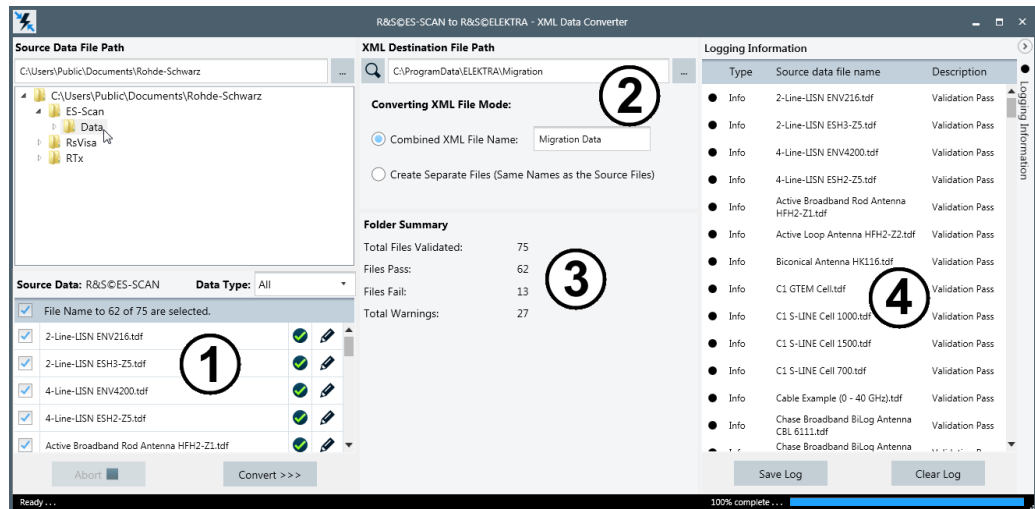 R&S©ES-SCAN to R&S©ELEKTRA - XML Data Converter
Source Data File Path
C:\Users\Public\Documents\Rohde-Schwarz
...
C:\Users\Public\Documents\Rohde-Schwarz
ES-Scan
Data
RsVisa
RTx
Source Data: R&S©ES-SCAN
Data Type: All
File Name to 62 of 75 are selected.
2-Line-LISN ENV216.tdf
2-Line-LISN ESH3-Z5.tdf
4-Line-LISN ENV4200.tdf
4-Line-LISN ESH2-Z5.tdf
Active Broadband Rod Antenna HFH2-Z1.tdf
1
Abort
Convert >>>
XML Destination File Path
C:\ProgramData\ELEKTRA\Migration
...
2
Converting XML File Mode:
Combined XML File Name: Migration Data
Create Separate Files (Same Names as the Source Files)
Folder Summary
Total Files Validated: 75
Files Pass: 62
Files Fail: 13
Total Warnings: 27
3
Logging Information
Type Source data file name Description
Info 2-Line-LISN ENV216.tdf Validation Pass
Info 2-Line-LISN ESH3-Z5.tdf Validation Pass
Info 4-Line-LISN ENV4200.tdf Validation Pass
Info 4-Line-LISN ESH2-Z5.tdf Validation Pass
Info Active Broadband Rod Antenna HFH2-Z1.tdf Validation Pass
Info Active Loop Antenna HFH2-Z2.tdf Validation Pass
Info Biconical Antenna HK116.tdf Validation Pass
Info C1 GTEM Cell.tdf Validation Pass
Info C1 S-LINE Cell 1000.tdf Validation Pass
Info C1 S-LINE Cell 1500.tdf Validation Pass
Info C1 S-LINE Cell 700.tdf Validation Pass
Info Cable Example (0 - 40 GHz).tdf Validation Pass
Info Chase Broadband BiLog Antenna CBL 6111.tdf Validation Pass
Chase Broadband BiLog Antenna
4
Save Log
Clear Log
Logging Information
Ready . . .
100% complete . . .